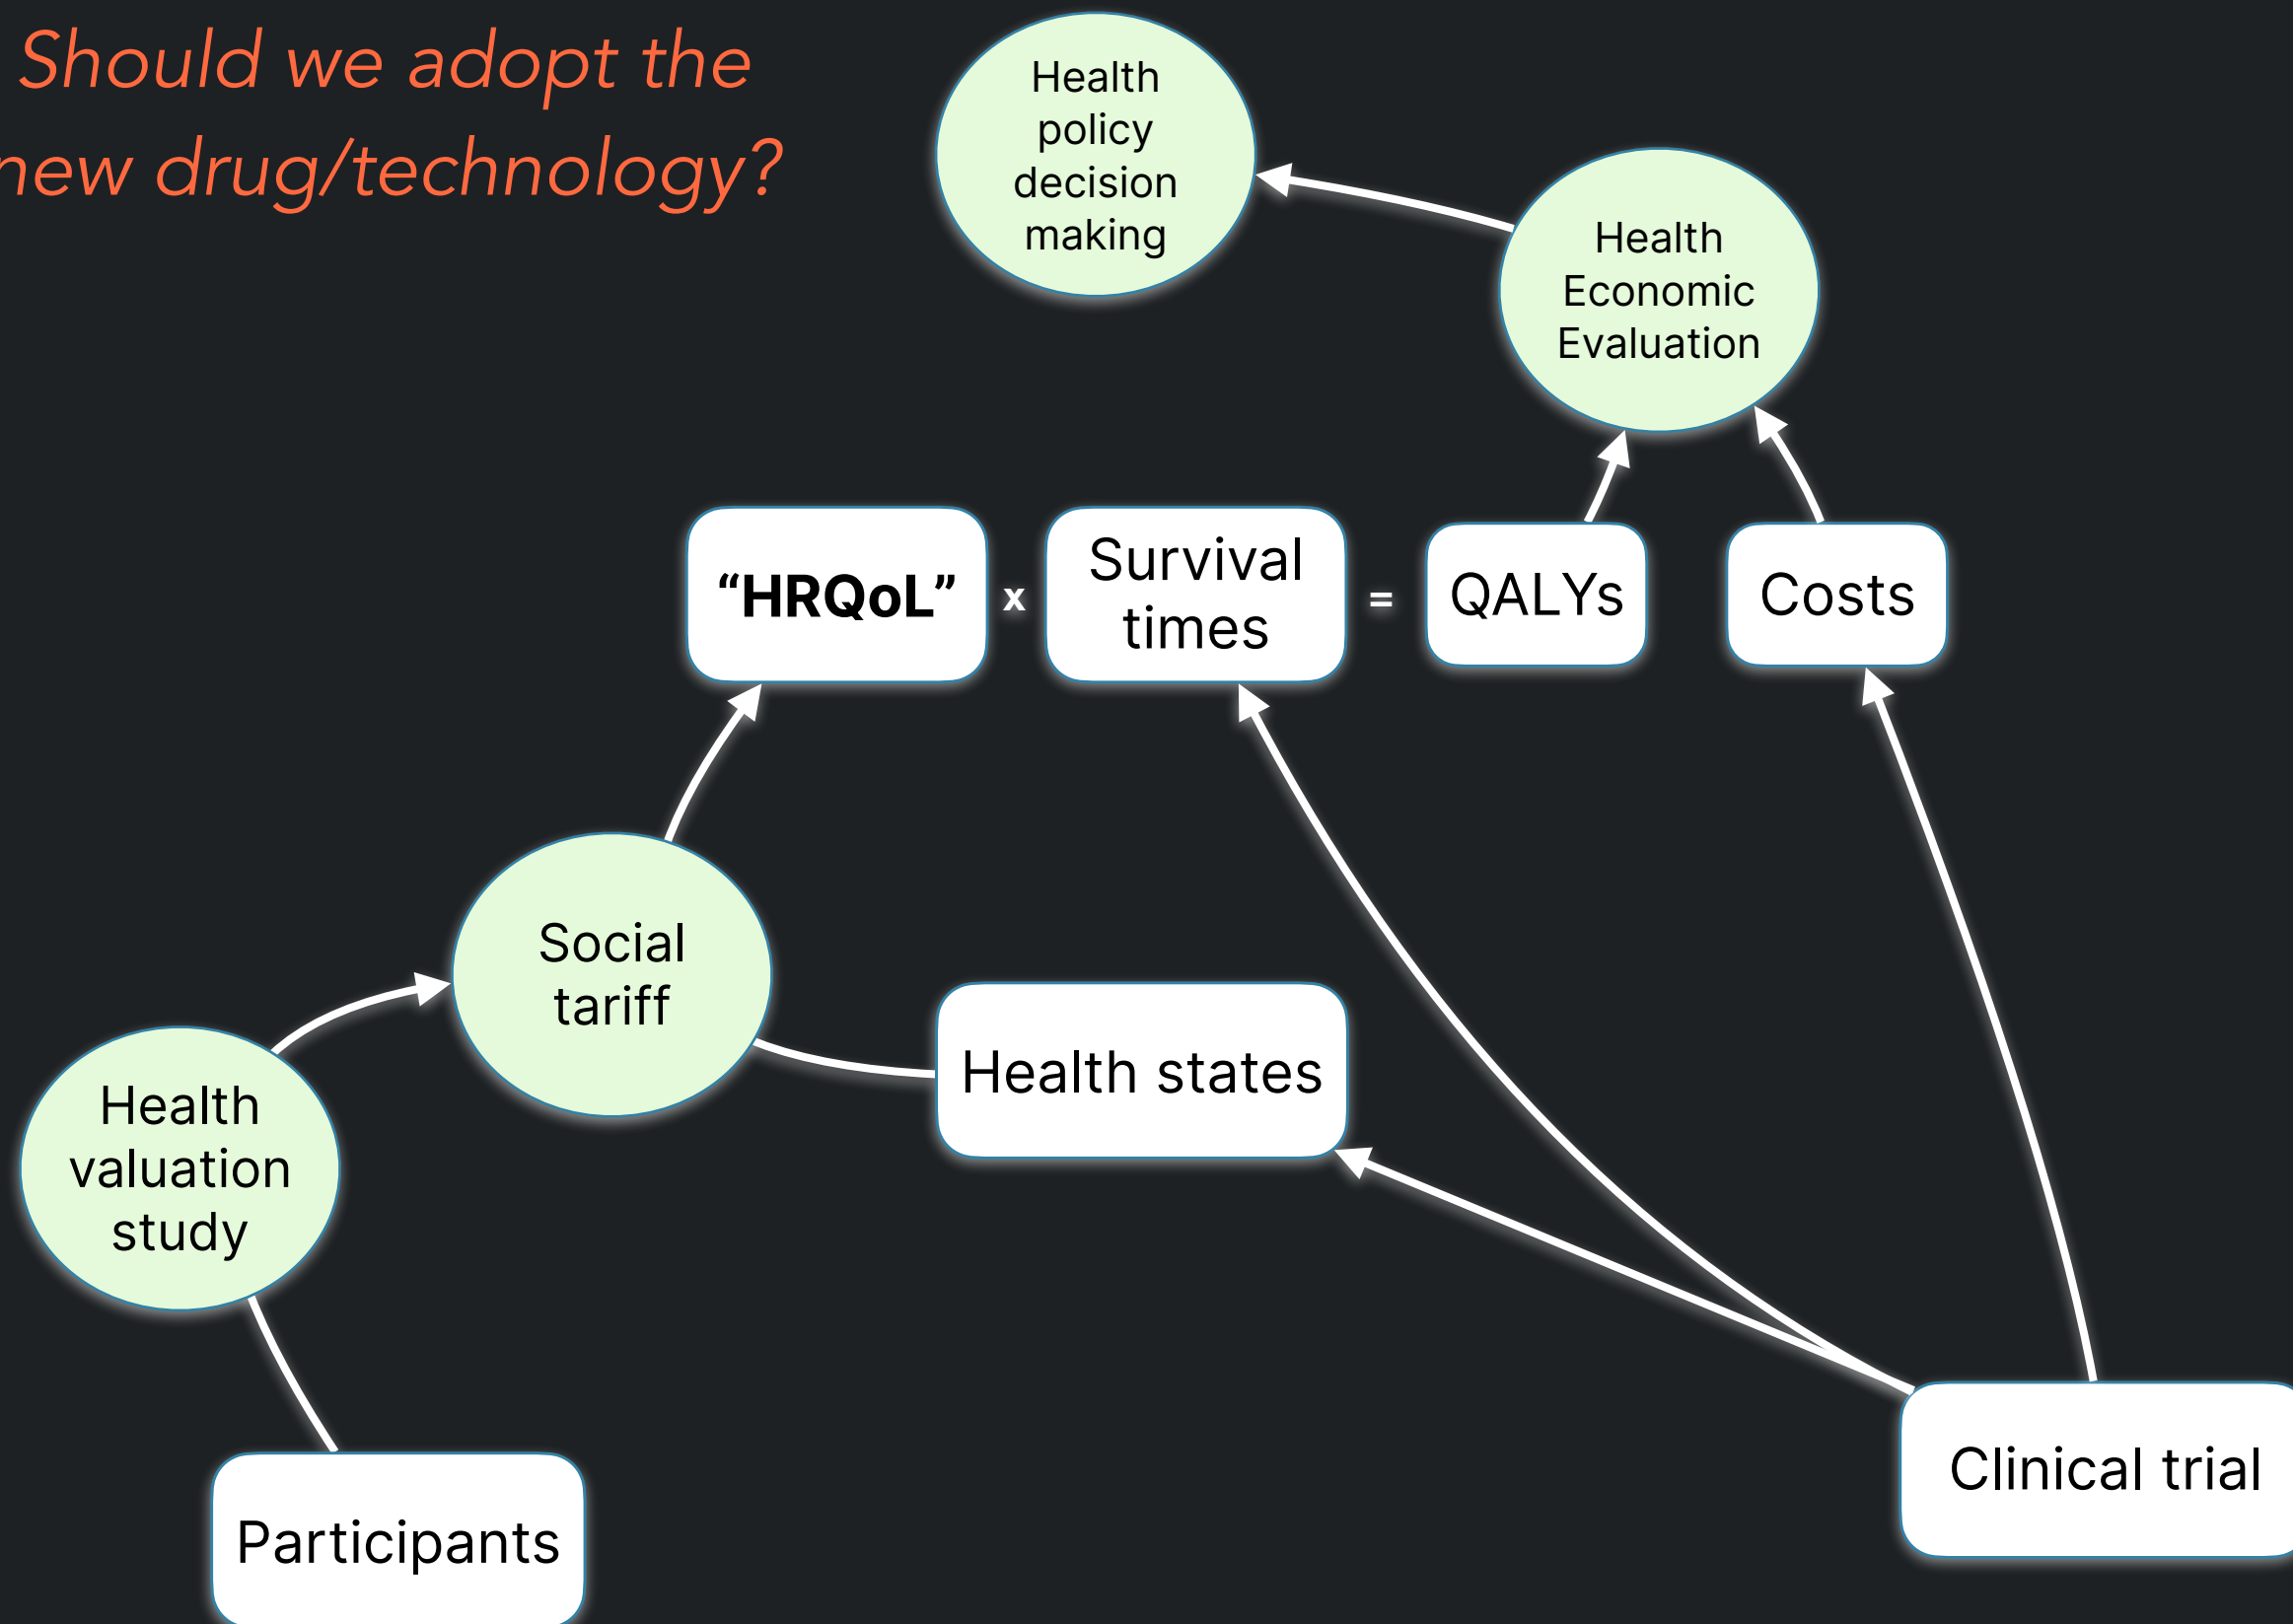 Should we adopt the
new drug/technology?
Health
policy
decision
making
Health
Economic
Evaluation
“HRQoL”
x
Survival
times
=
QALYs
Costs
Social
tariff
Health states
Health
valuation
study
Clinical trial
Participants